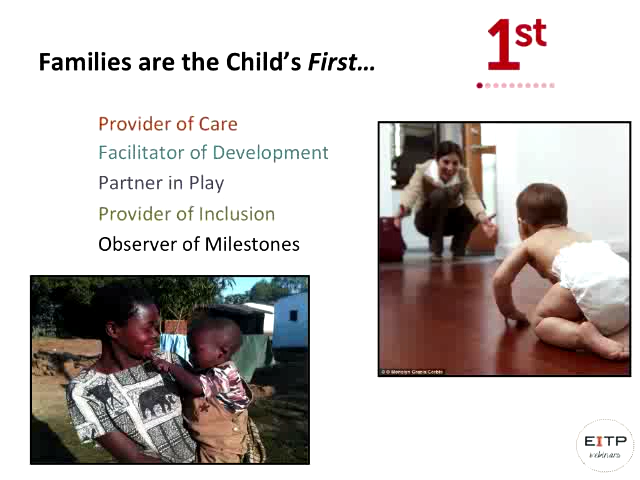 Families are the Child's First...
1st
Provider of Care
Facilitator of Development
Partner in Play
Provider of Inclusion
Observer of Milestones
EITP
webinars